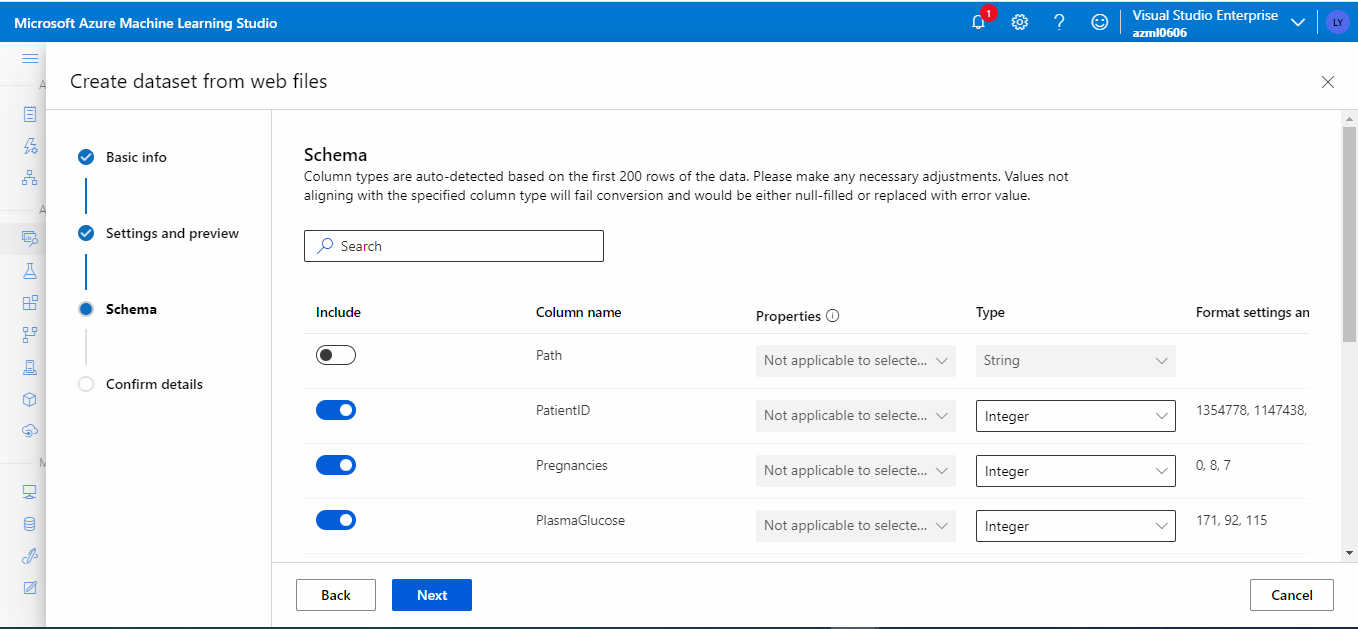 Microsoft Azure Machine Learning Studio
1
Visual Studio Enterprise
azml0606
LY
Create dataset from web files
A
Basic info
Settings and preview
Schema
Confirm details
A
M
Schema
Column types are auto-detected based on the first 200 rows of the data. Please make any necessary adjustments. Values not
aligning with the specified column type will fail conversion and would be either null-filled or replaced with error value.
Search
Include Column name Properties Type Format settings an
Path Not applicable to selecte... String
PatientID Not applicable to selecte... Integer 1354778, 1147438,
Pregnancies Not applicable to selecte... Integer 0, 8, 7
PlasmaGlucose Not applicable to selecte... Integer 171, 92, 115
Back Next Cancel